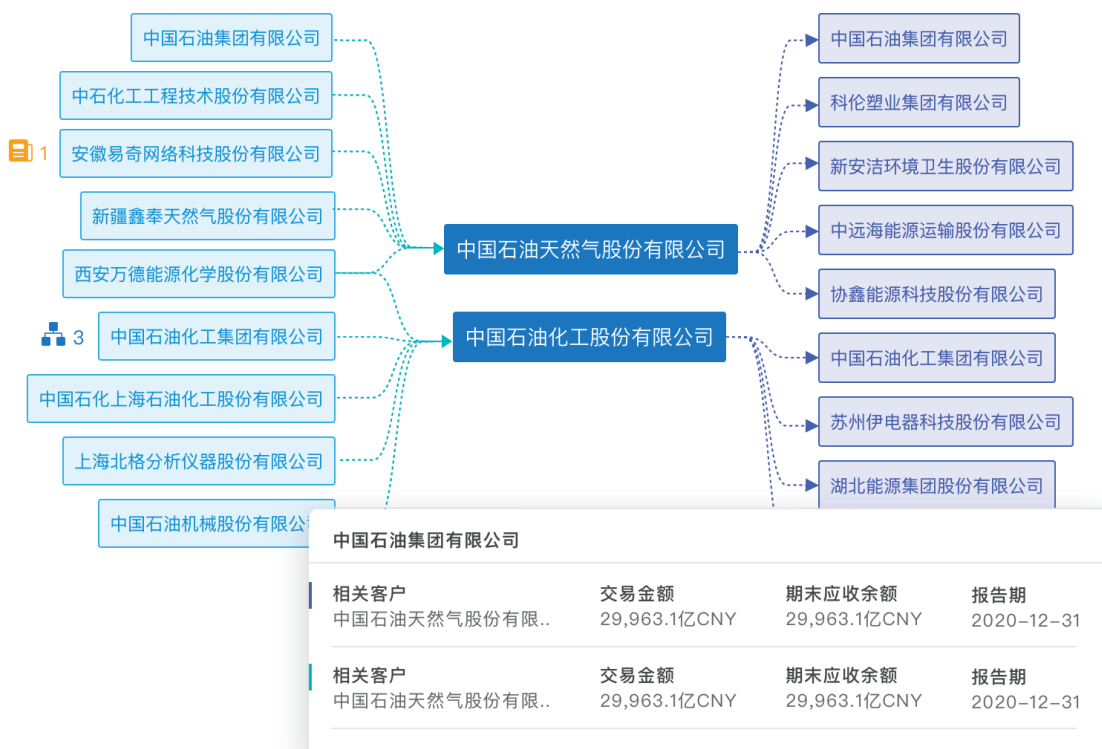 中国石油集团有限公司
中石化工工程技术股份有限公司
1
安徽易奇网络科技股份有限公司
新疆鑫奉天然气股份有限公司
西安万德能源化学股份有限公司
3
中国石油化工集团有限公司
中国石化上海石油化工股份有限公司
上海北格分析仪器股份有限公司
中国石油机械股份有限公
中国石油天然气股份有限公司
中国石油化工股份有限公司
中国石油集团有限公司
科伦塑业集团有限公司
新安洁环境卫生股份有限公司
中远海能源运输股份有限公司
协鑫能源科技股份有限公司
中国石油化工集团有限公司
苏州伊电器科技股份有限公司
湖北能源集团股份有限公司
中国石油集团有限公司
相关客户 交易金额 期末应收余额 报告期
中国石油天然气股份有限.. 29,963.1亿CNY 29,963.1亿CNY 2020-12-31
相关客户 交易金额 期末应收余额 报告期
中国石油天然气股份有限.. 29,963.1亿CNY 29,963.1亿CNY 2020-12-31